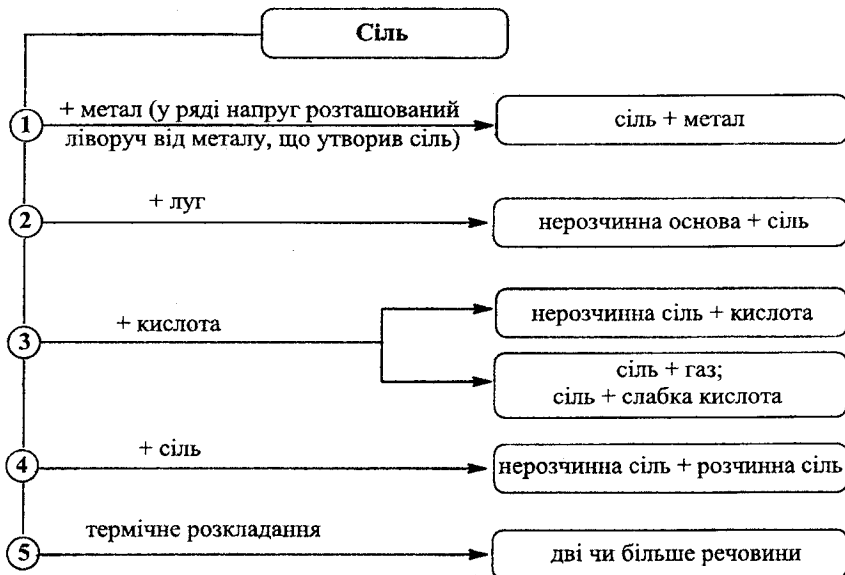 Сіль
1
+ метал (у ряді напруг розташований
ліворуч від металу, що утворив сіль)
сіль + метал
2
+ луг
нерозчинна основа + сіль
3
+ кислота
нерозчинна сіль + кислота
сіль + газ;
сіль + слабка кислота
4
+ сіль
нерозчинна сіль + розчинна сіль
5
термічне розкладання
дві чи більше речовини